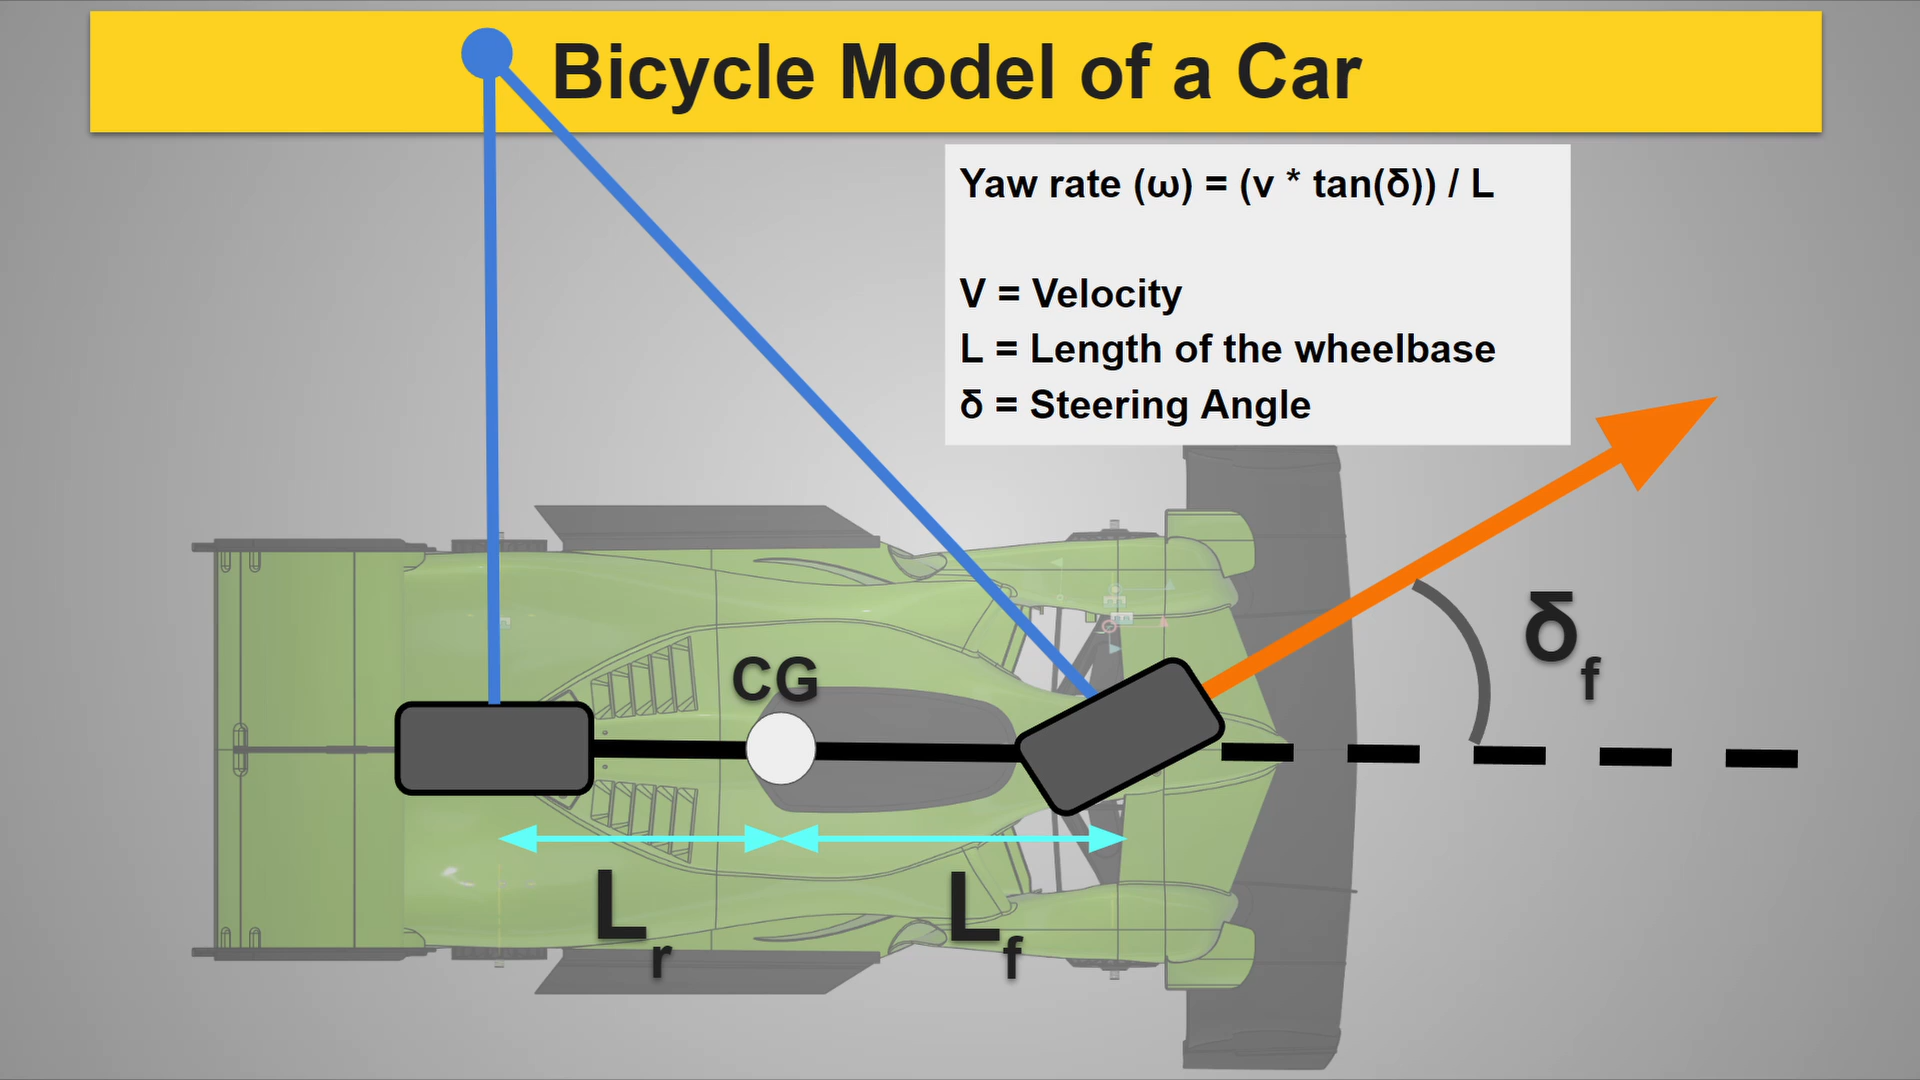 Bicycle Model of a Car
Yaw rate (ω) = (v * tan(δ)) / L
V = Velocity
L = Length of the wheelbase
δ = Steering Angle
δf
CG
Lr
Lf